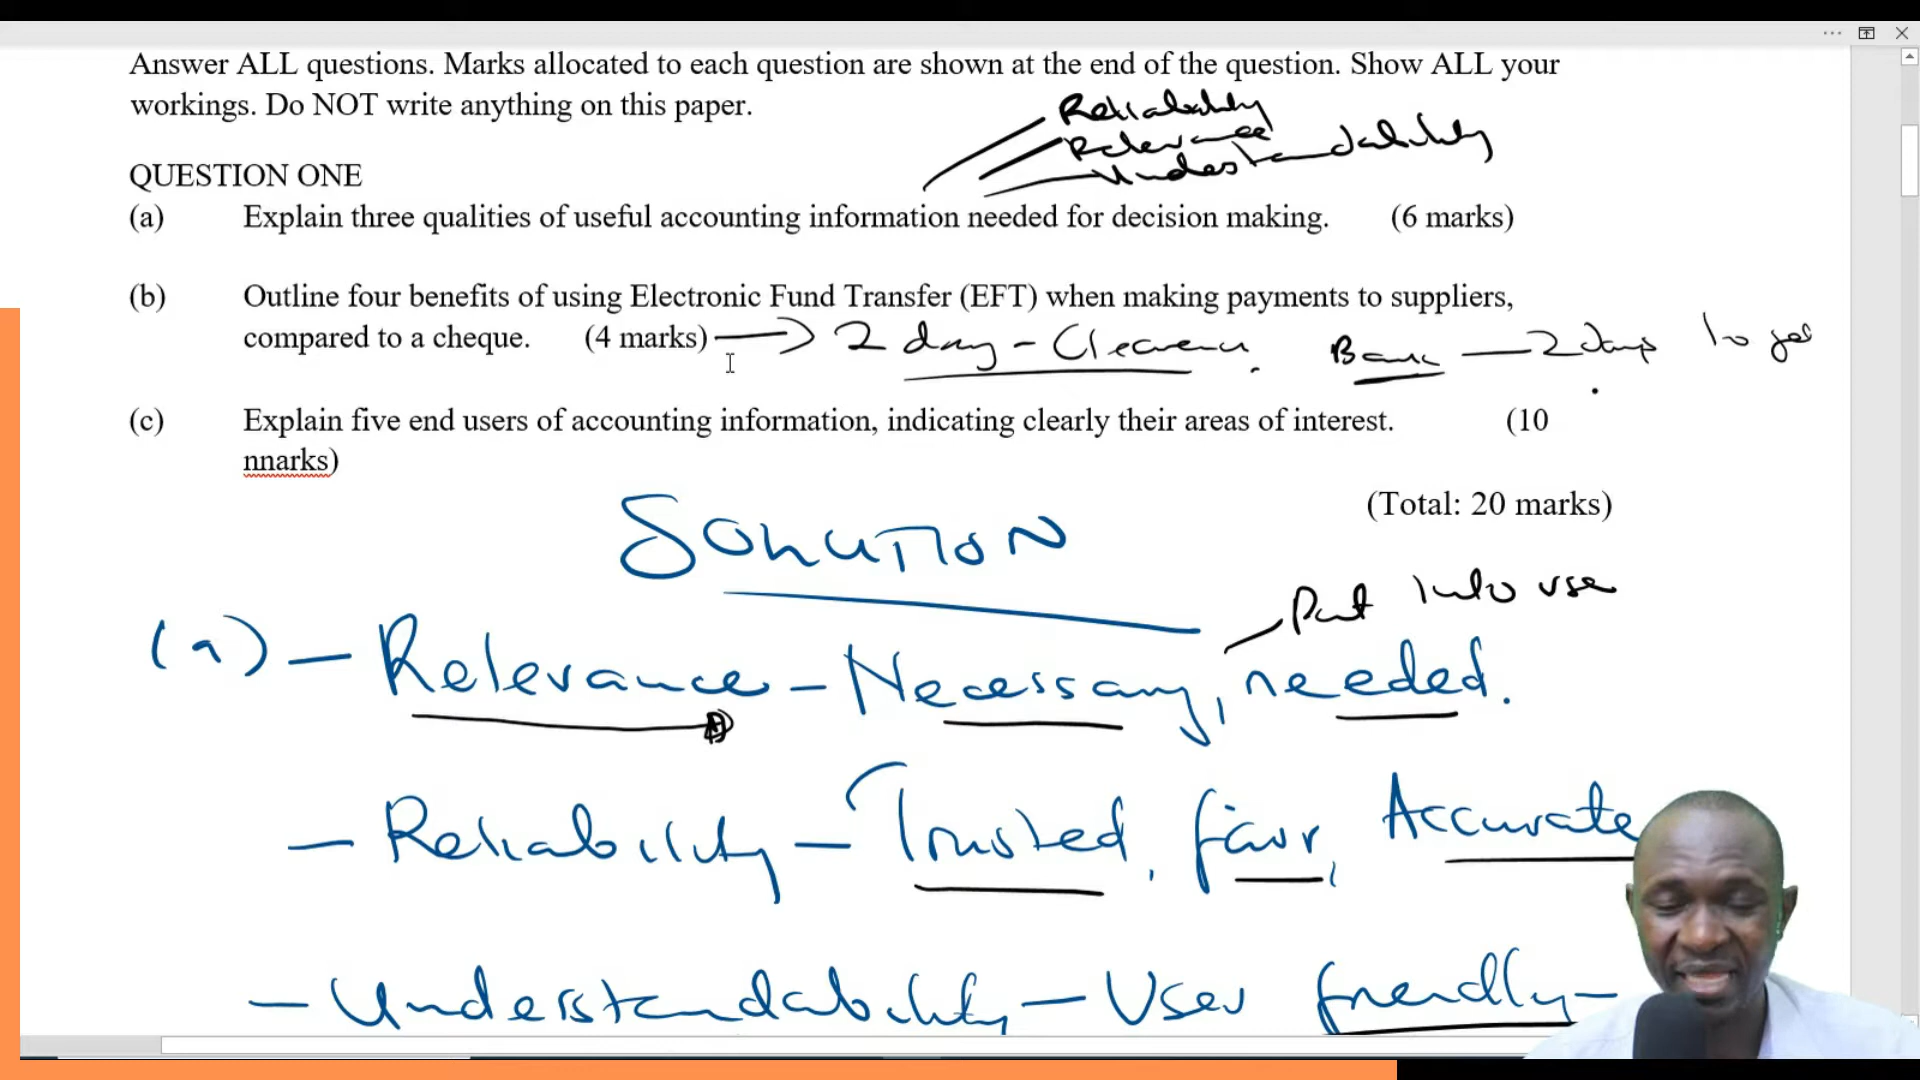 Answer ALL questions. Marks allocated to each question are shown at the end of the question. Show ALL your
workings. Do NOT write anything on this paper.
Reliability
Relevance
Understandability
QUESTION ONE
(a) Explain three qualities of useful accounting information needed for decision making. (6 marks)
(b) Outline four benefits of using Electronic Fund Transfer (EFT) when making payments to suppliers,
compared to a cheque. (4 marks) 2 day - Clearance. Bank — 2 days to get
(c) Explain five end users of accounting information, indicating clearly their areas of interest. (10
nnarks)
(Total: 20 marks)
SOLUTION
Put into use
(a) — Relevance – Necessary, needed.
— Reliability – Trusted, fair, Accurate
— Understandability – User friendly –